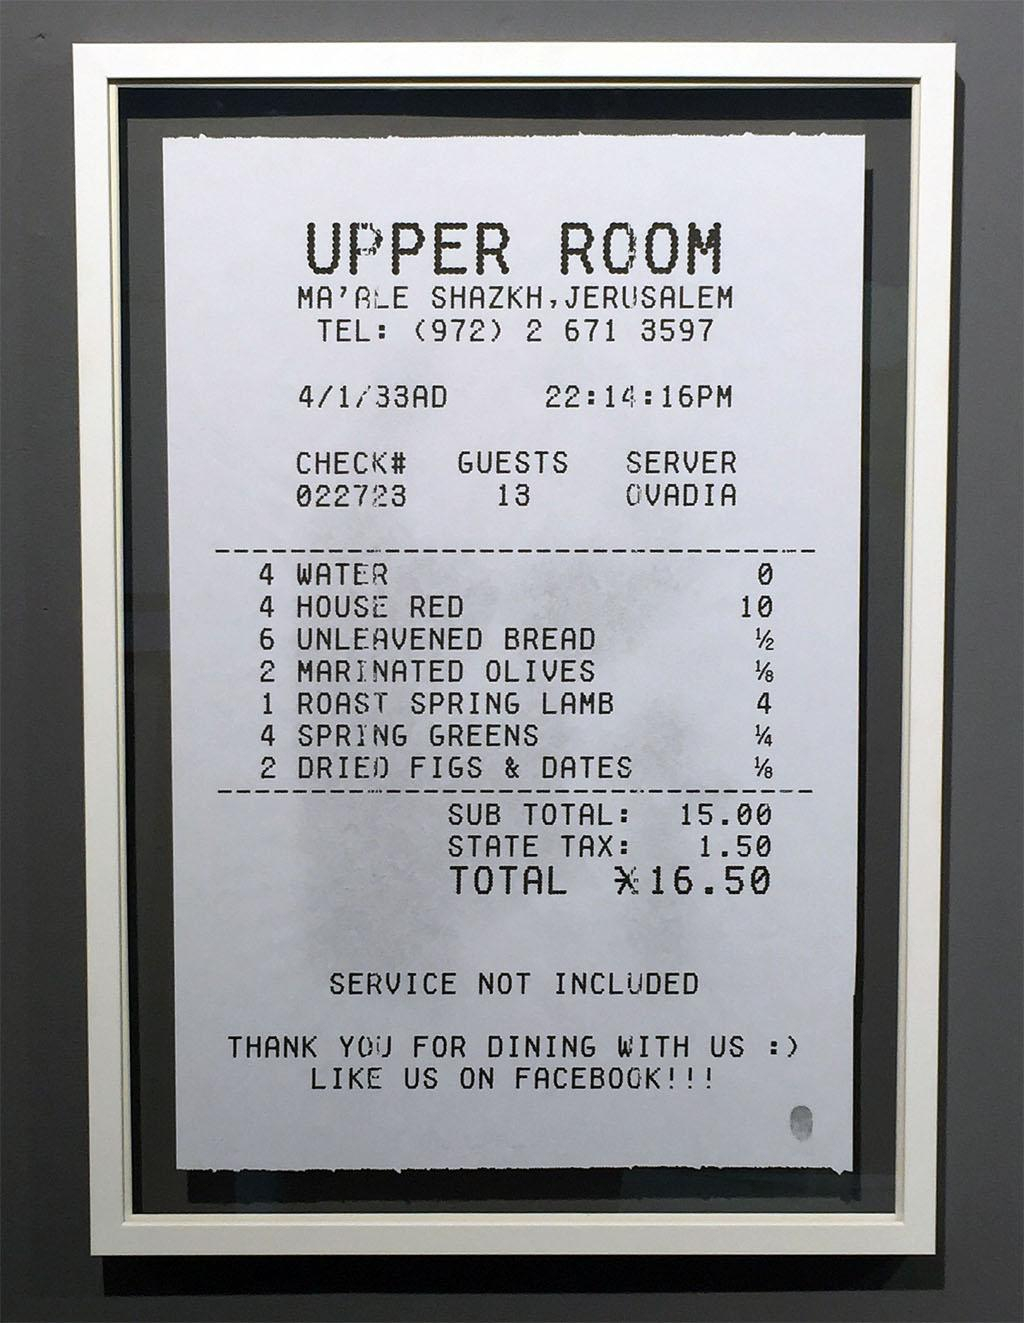 UPPER ROOM
MA'ALE SHAZKH,JERUSALEM
TEL: (972) 2 671 3597
4/1/33AD 22:14:16PM
CHECK# GUESTS SERVER
022723 13 OVADIA
4 WATER 0
4 HOUSE RED 10
6 UNLEAVENED BREAD ½
2 MARINATED OLIVES ⅛
1 ROAST SPRING LAMB 4
4 SPRING GREENS ¼
2 DRIED FIGS & DATES ⅛
SUB TOTAL: 15.00
STATE TAX: 1.50
TOTAL 16.50
SERVICE NOT INCLUDED
THANK YOU FOR DINING WITH US :)
LIKE US ON FACEBOOK!!!